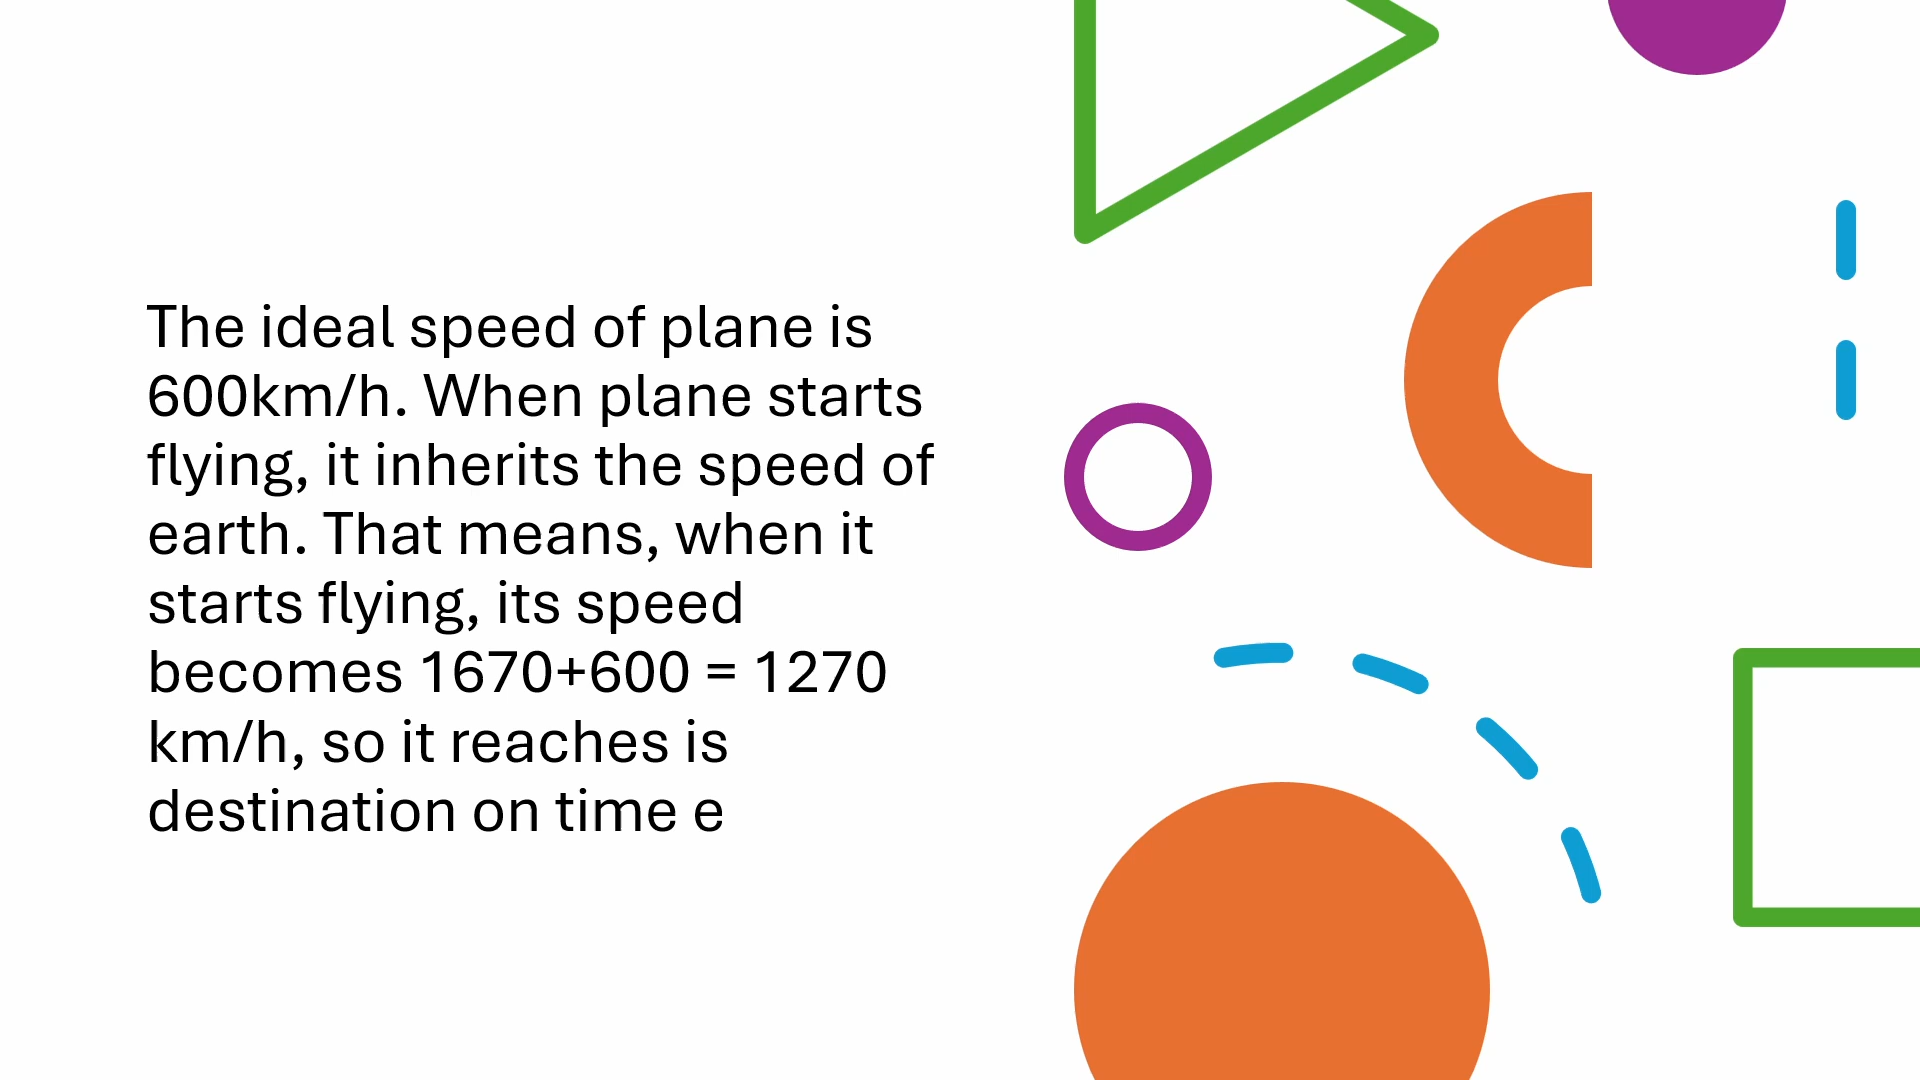 The ideal speed of plane is
600km/h. When plane starts
flying, it inherits the speed of
earth. That means, when it
starts flying, its speed
becomes 1670+600 = 1270
km/h, so it reaches is
destination on time e